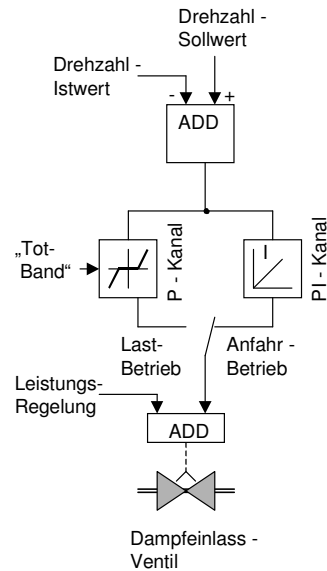 Drehzahl -
Sollwert
Drehzahl -
Istwert
- +
ADD
„Tot-
Band“
P - Kanal
I
PI - Kanal
Last-
Betrieb
Anfahr -
Betrieb
Leistungs-
Regelung
ADD
Dampfeinlass -
Ventil